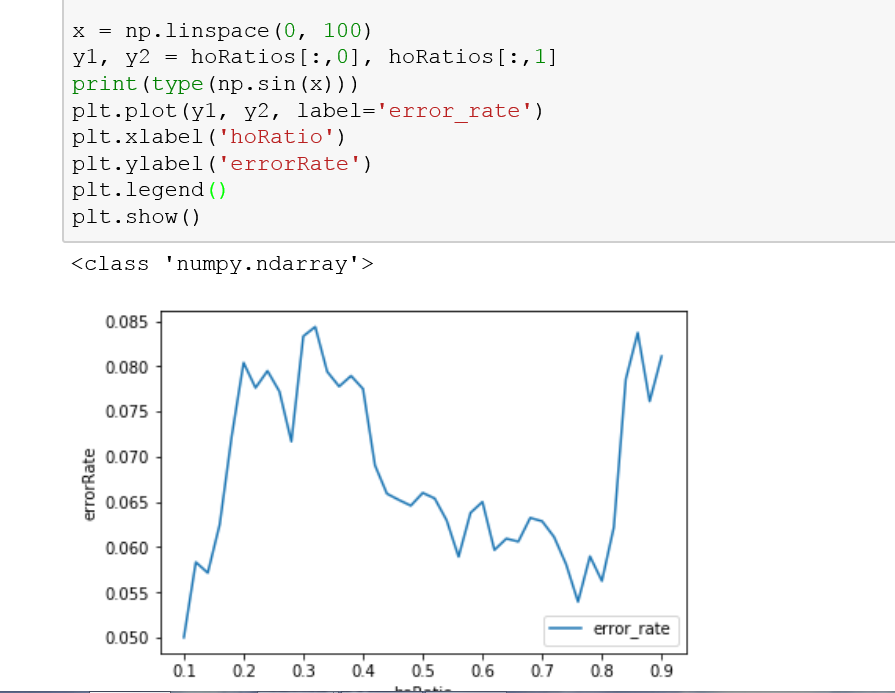 x = np.linspace(0, 100)
y1, y2 = hoRatios[:,0], hoRatios[:,1]
print(type(np.sin(x)))
plt.plot(y1, y2, label='error_rate')
plt.xlabel('hoRatio')
plt.ylabel('errorRate')
plt.legend()
plt.show()
<class 'numpy.ndarray'>
0.085
0.080
0.075
0.070
0.065
0.060
0.055
0.050
errorRate
error_rate
0.1 0.2 0.3 0.4 0.5 0.6 0.7 0.8 0.9
hoRatio